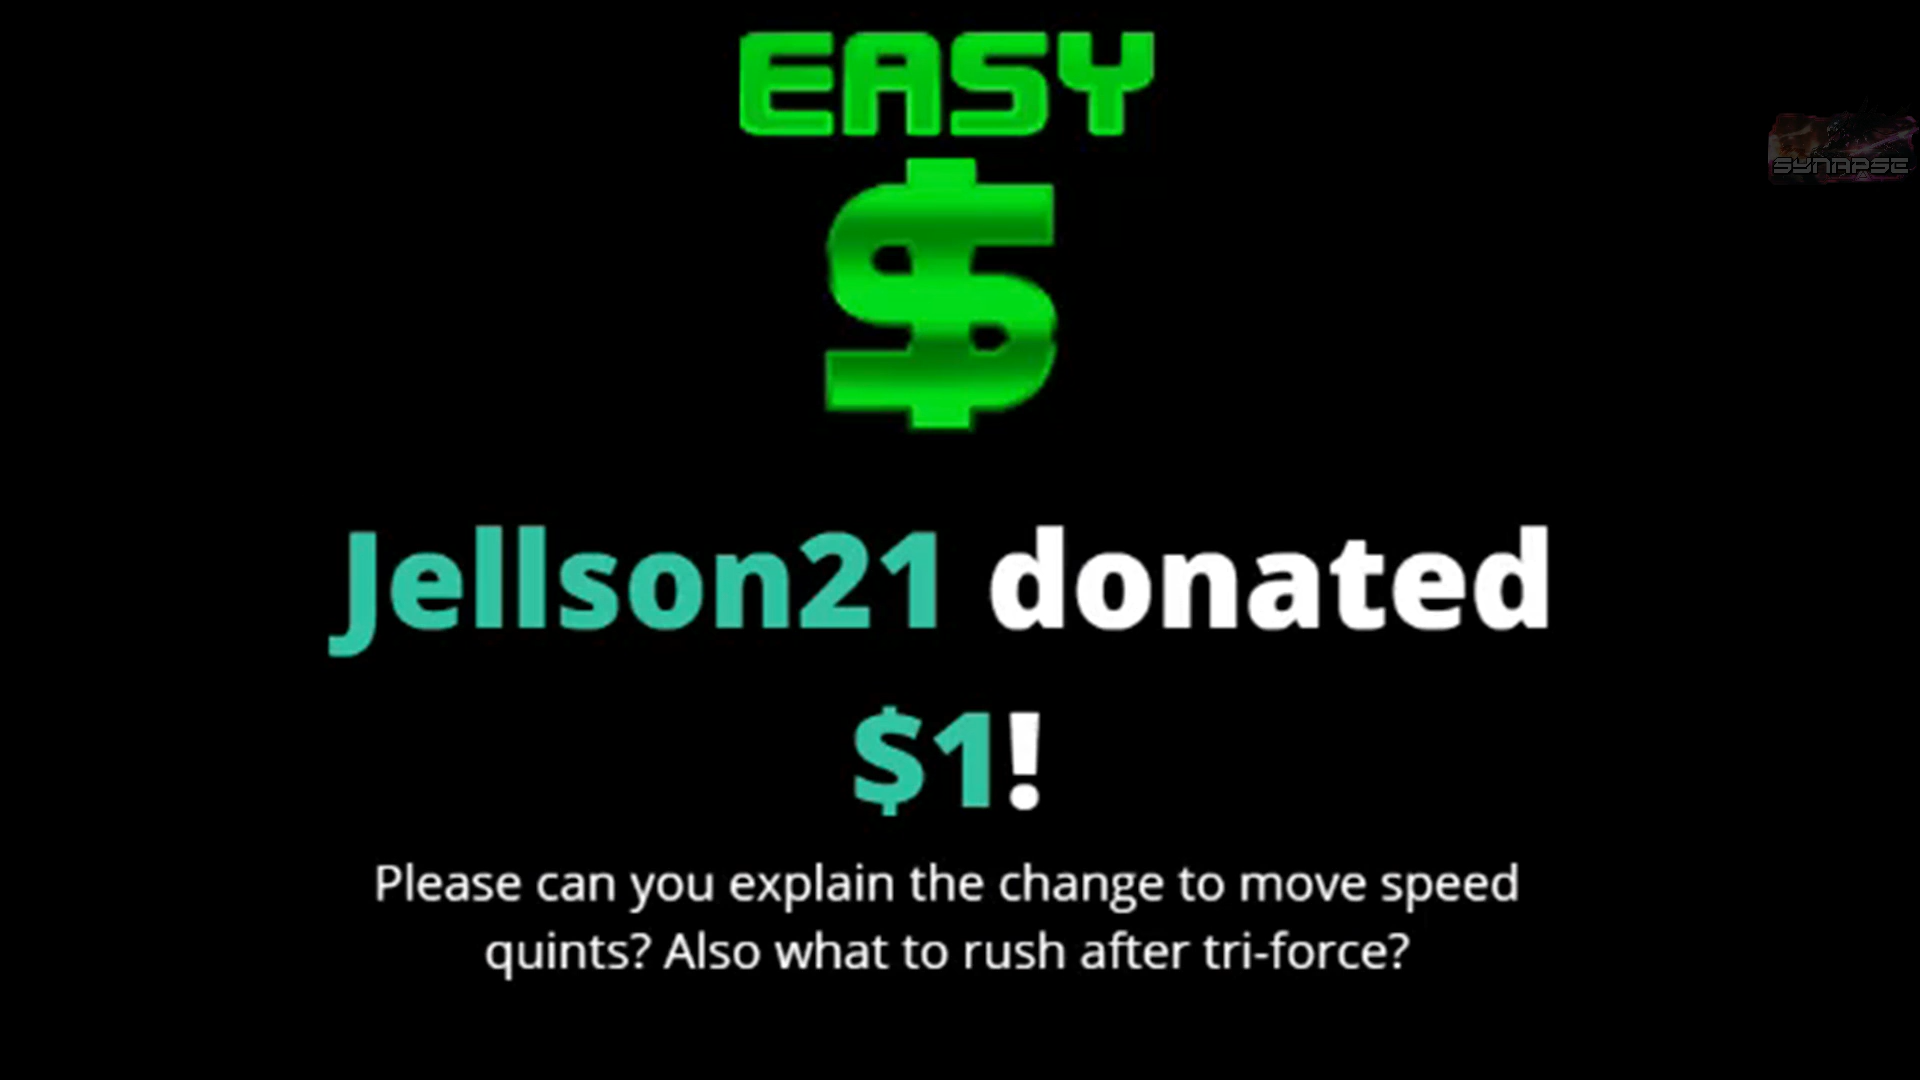 EASY
$
SYNAPSE
Jellson21 donated
$1!
Please can you explain the change to move speed
quints? Also what to rush after tri-force?